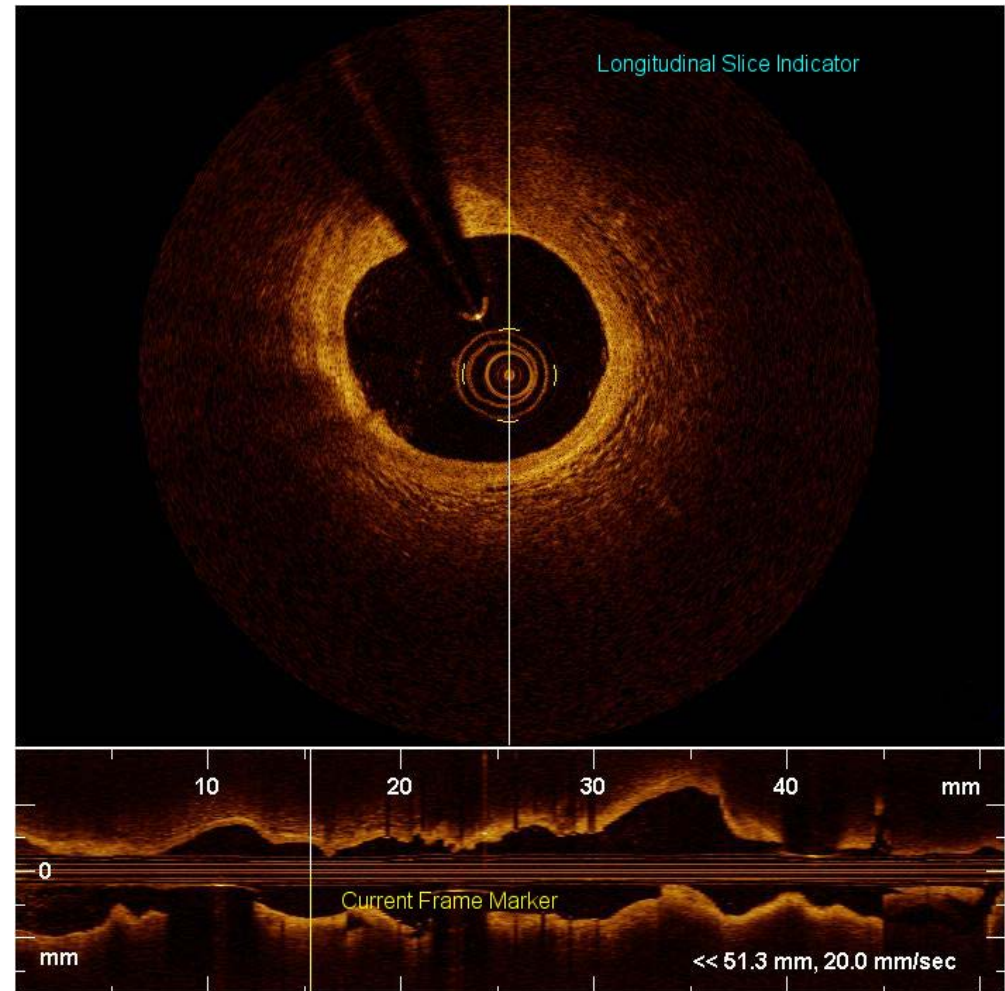 Longitudinal Slice Indicator
10 20 30 40 mm
0
Current Frame Marker
mm << 51.3 mm, 20.0 mm/sec